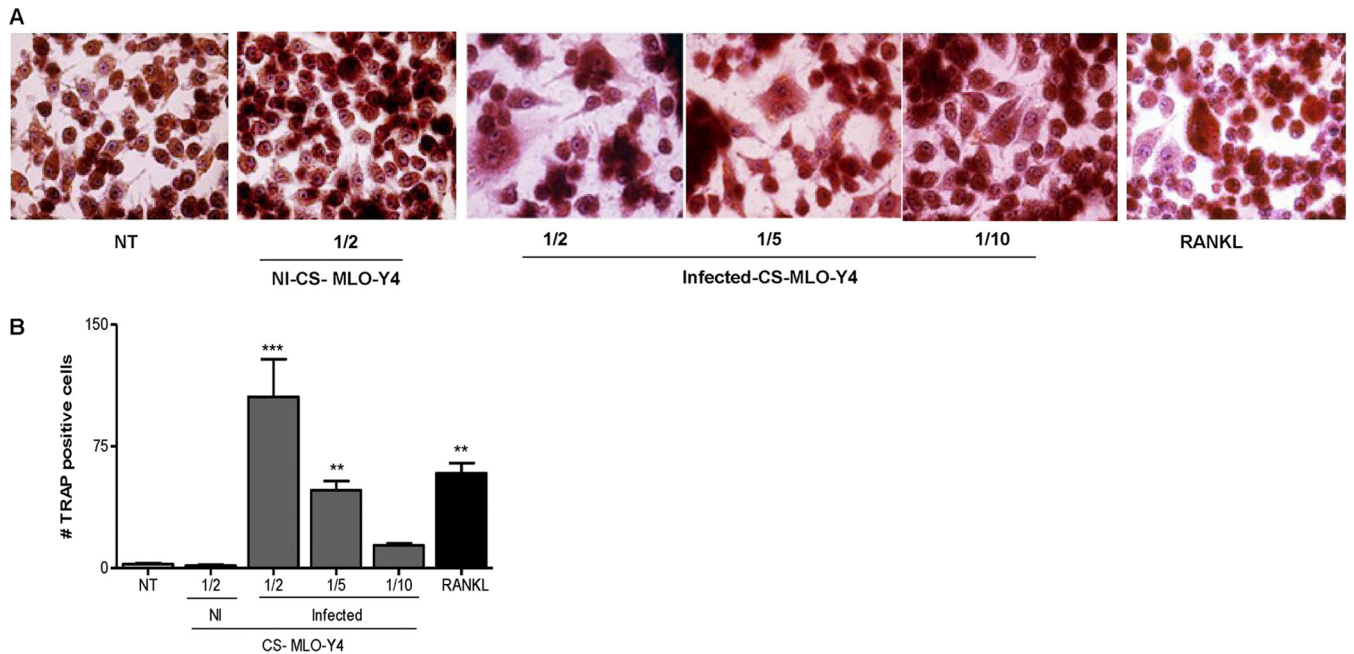 A
NT
1/2
1/2
1/5
1/10
RANKL
NI-CS- MLO-Y4
Infected-CS-MLO-Y4
B
150
75
0
# TRAP positive cells
***
**
**
NT
1/2
1/2
1/5
1/10
RANKL
NI
Infected
CS- MLO-Y4